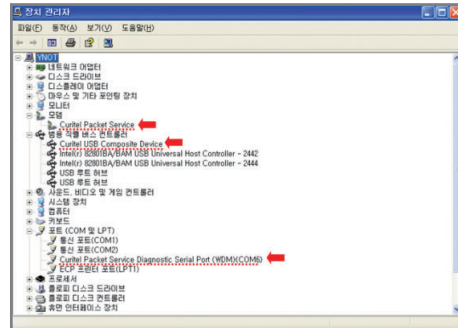 장치 관리자
파일(F) 동작(A) 보기(V) 도움말(H)
YNOT
네트워크 어댑터
디스크 드라이브
디스플레이 어댑터
마우스 및 기타 포인팅 장치
모니터
모뎀
Curitel Packet Service
범용 직렬 버스 컨트롤러
Curitel USB Composite Device
Intel(r) 82801BA/BAM USB Universal Host Controller - 2442
Intel(r) 82801BA/BAM USB Universal Host Controller - 2444
USB 루트 허브
USB 루트 허브
사운드, 비디오 및 게임 컨트롤러
시스템 장치
컴퓨터
키보드
포트 (COM 및 LPT)
통신 포트(COM1)
통신 포트(COM2)
Curitel Packet Service Diagnostic Serial Port (WDM)(COM6)
ECP 프린터 포트(LPT1)
프로세서
플로피 디스크 드라이브
플로피 디스크 컨트롤러
휴먼 인터페이스 장치